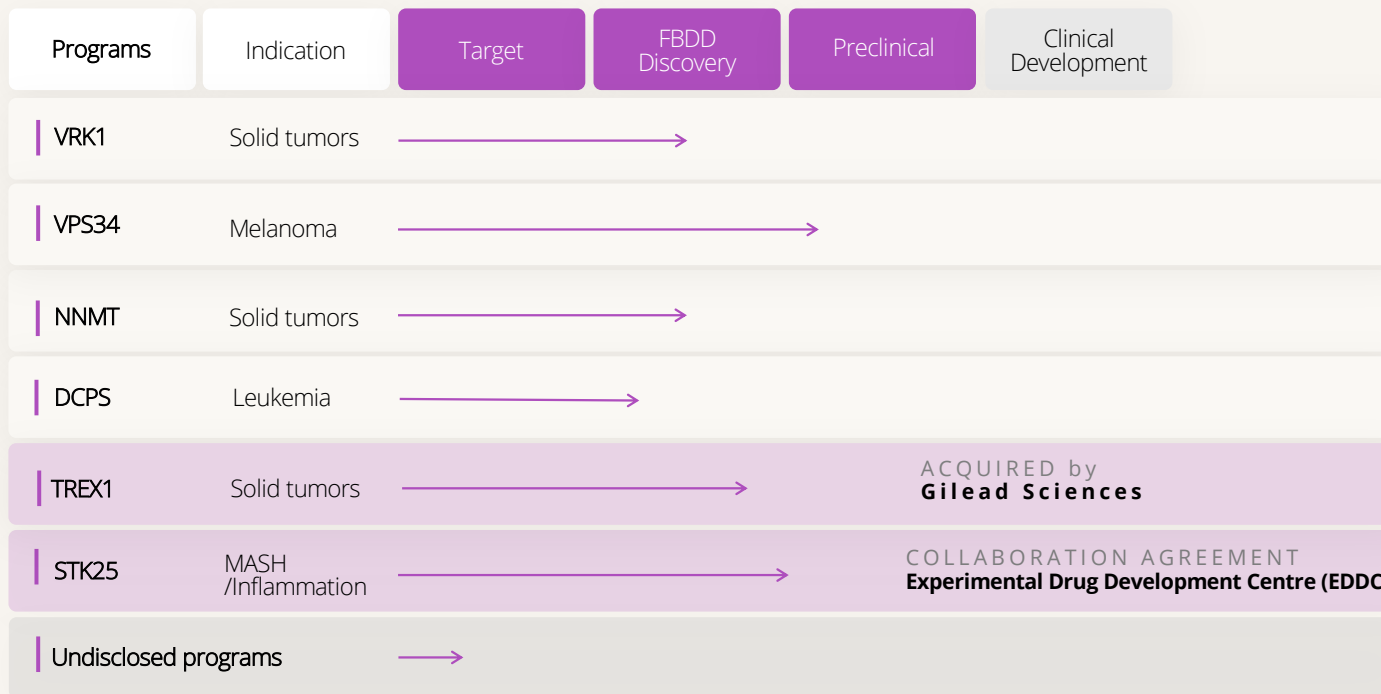 Programs
Indication
Target
FBDD
Discovery
Preclinical
Clinical
Development
VRK1
Solid tumors
VPS34
Melanoma
NNMT
Solid tumors
DCPS
Leukemia
TREX1
Solid tumors
ACQUIRED by
Gilead Sciences
STK25
MASH
/Inflammation
COLLABORATION AGREEMENT
Experimental Drug Development Centre (EDDC
Undisclosed programs